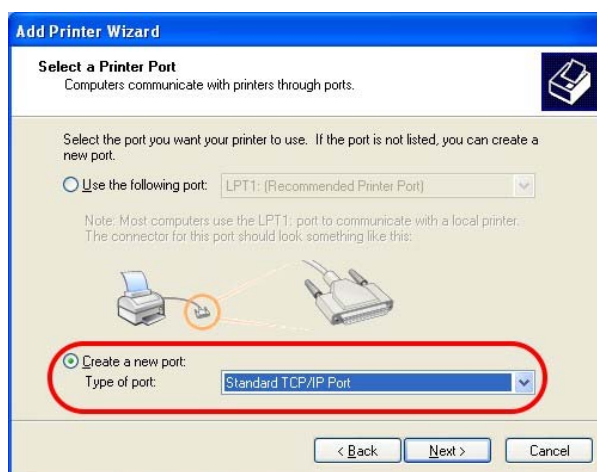 Add Printer Wizard
Select a Printer Port
Computers communicate with printers through ports.
Select the port you want your printer to use. If the port is not listed, you can create a
new port.
Use the following port:
LPT1: (Recommended Printer Port)
Note: Most computers use the LPT1: port to communicate with a local printer.
The connector for this port should look something like this:
Create a new port:
Type of port:
Standard TCP/IP Port
< Back
Next >
Cancel